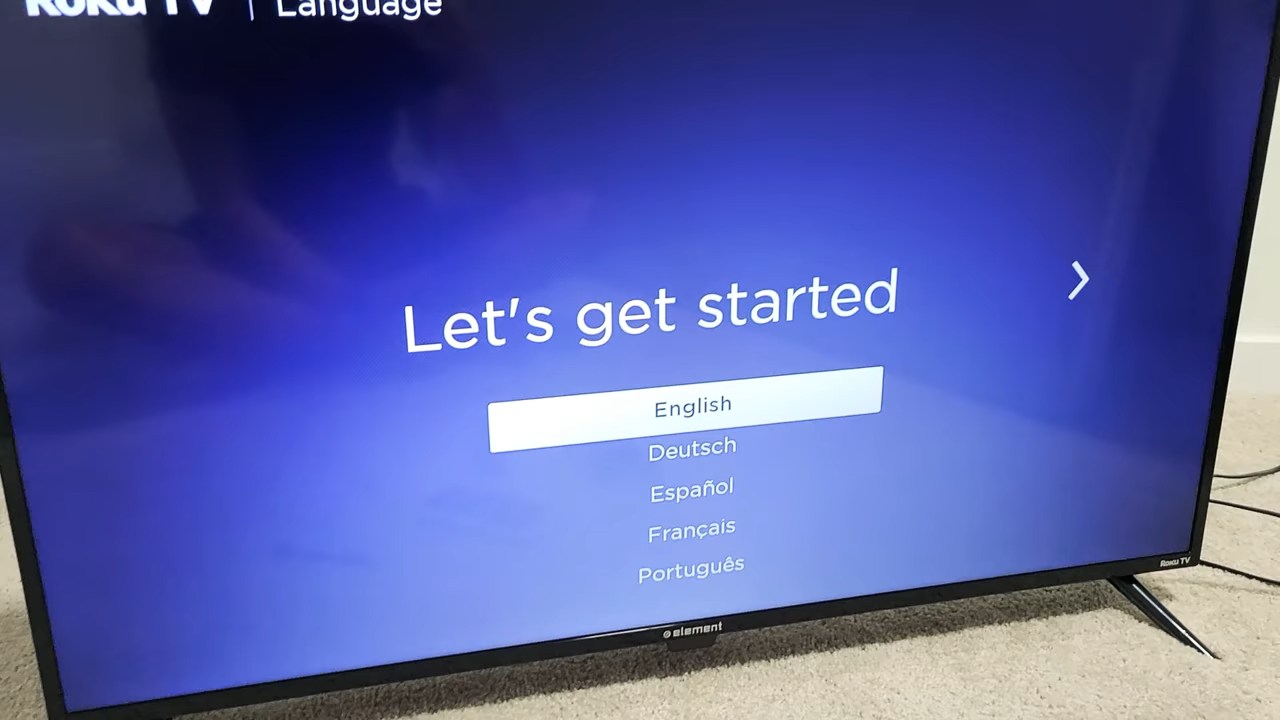 Roku TV | Language
Let's get started
English
Deutsch
Español
Français
Português
Roku TV
element